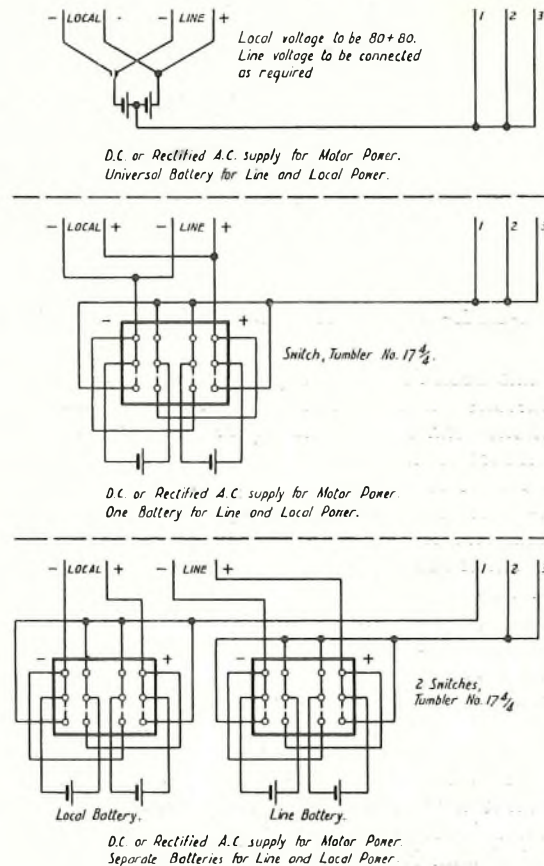 - LOCAL - - LINE +
1 2 3
Local voltage to be 80+80.
Line voltage to be connected
as required
D.C. or Rectified A.C. supply for Motor Power.
Universal Battery for Line and Local Power.
- LOCAL + - LINE +
1 2 3
- +
Switch, Tumbler No. 17 4/4.
D.C. or Rectified A.C. supply for Motor Power
One Battery for Line and Local Power.
- LOCAL + - LINE +
1 2 3
- + - +
2 Switches,
Tumbler No. 17 4/4
Local Battery. Line Battery.
D.C. or Rectified A.C. supply for Motor Power.
Separate Batteries for Line and Local Power